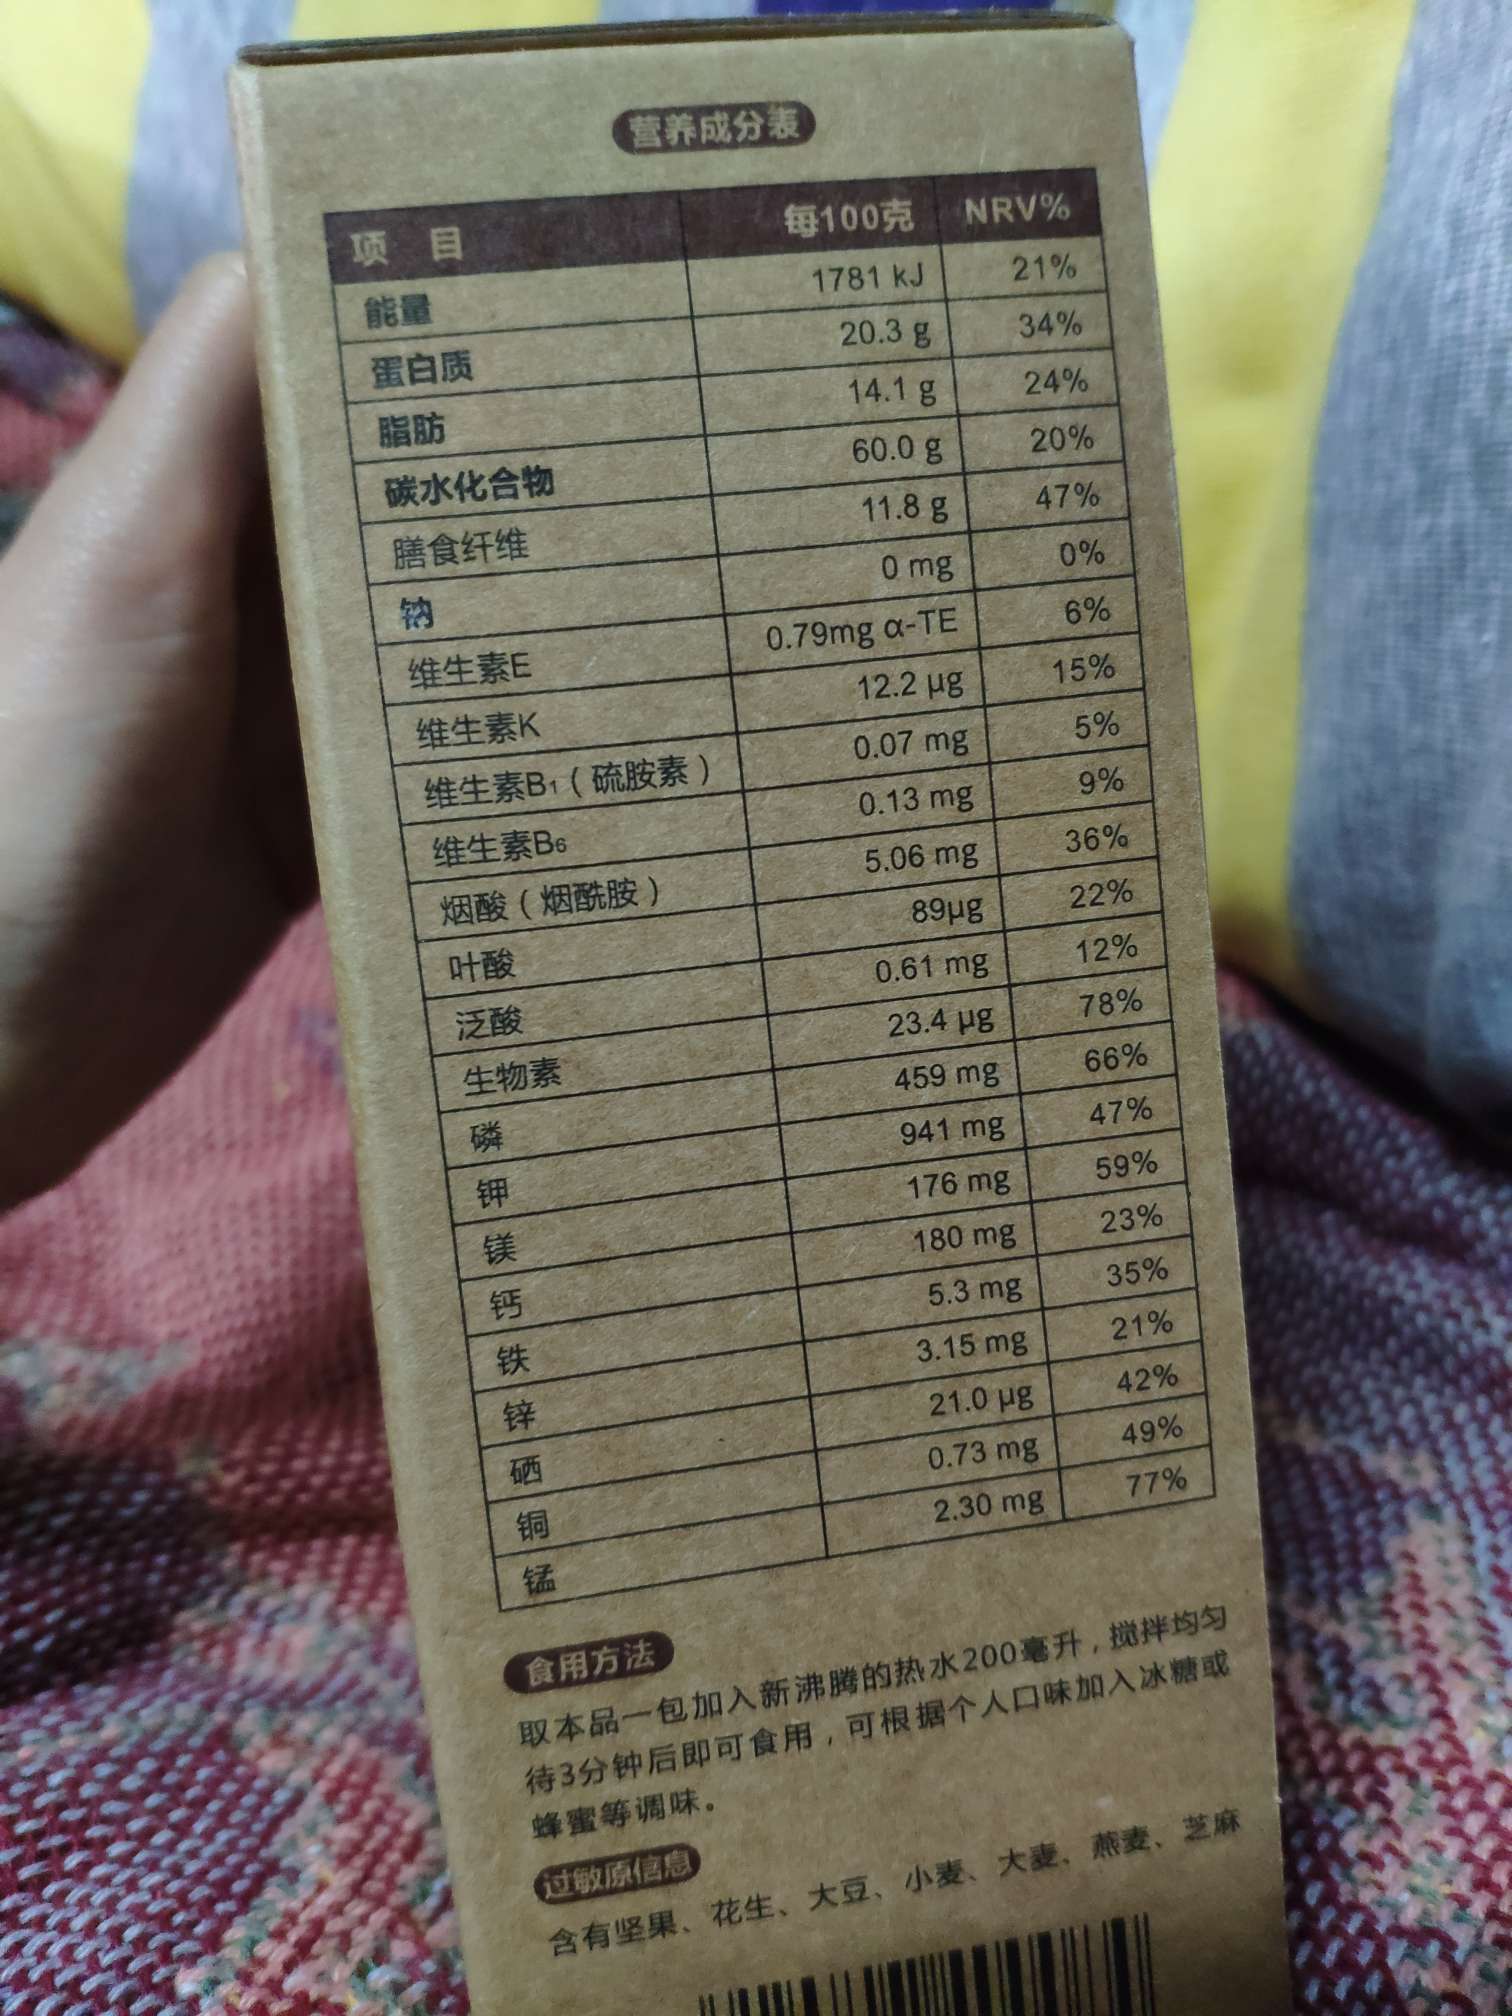 营养成分表
项 目 每100克 NRV%
能量 1781 kJ 21%
蛋白质 20.3 g 34%
脂肪 14.1 g 24%
碳水化合物 60.0 g 20%
膳食纤维 11.8 g 47%
钠 0 mg 0%
维生素E 0.79mg α-TE 6%
维生素K 12.2 μg 15%
维生素B₁（硫胺素） 0.07 mg 5%
维生素B₆ 0.13 mg 9%
烟酸（烟酰胺） 5.06 mg 36%
叶酸 89μg 22%
泛酸 0.61 mg 12%
生物素 23.4 μg 78%
磷 459 mg 66%
钾 941 mg 47%
镁 176 mg 59%
钙 180 mg 23%
铁 5.3 mg 35%
锌 3.15 mg 21%
硒 21.0 μg 42%
铜 0.73 mg 49%
锰 2.30 mg 77%
食用方法
取本品一包加入新沸腾的热水200毫升，搅拌均匀
待3分钟后即可食用，可根据个人口味加入冰糖或
蜂蜜等调味。
过敏原信息
含有坚果、花生、大豆、小麦、大麦、燕麦、芝麻